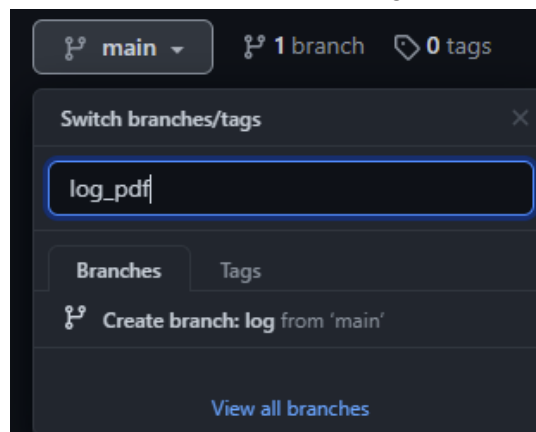 main 1 branch 0 tags
Switch branches/tags
log_pdf
Branches Tags
Create branch: log from 'main'
View all branches